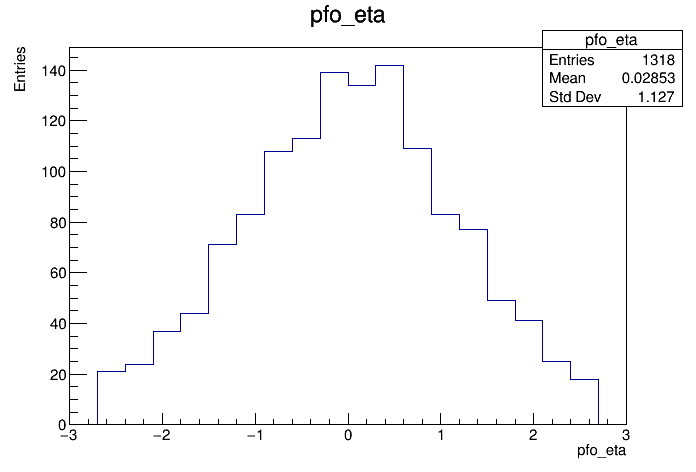 pfo_eta
pfo_eta
Entries 1318
Mean 0.02853
Std Dev 1.127
Entries
140
120
100
80
60
40
20
0
−3 −2 −1 0 1 2 3
pfo_eta